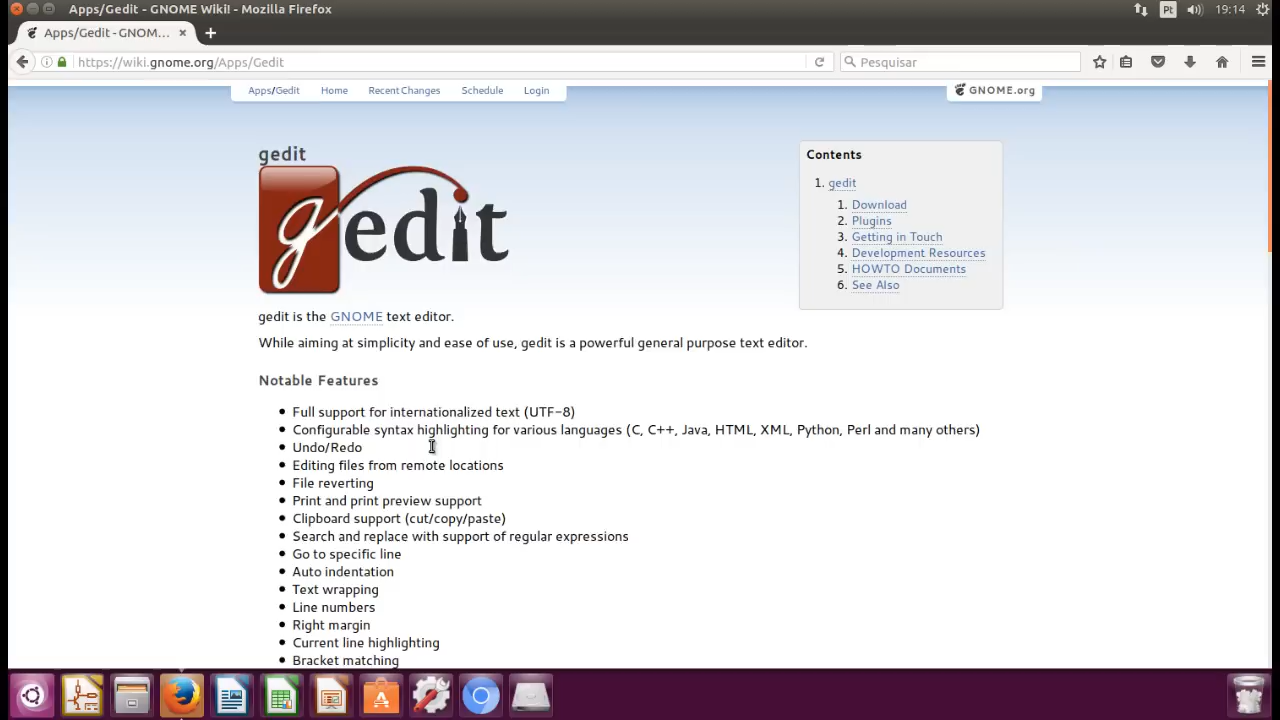 Apps/Gedit - GNOME Wiki! - Mozilla Firefox
Pt
19:14
Apps/Gedit - GNOM...
https://wiki.gnome.org/Apps/Gedit
Pesquisar
Apps/Gedit Home RecentChanges Schedule Login
GNOME.org
gedit
gedit
Contents
1. gedit
1. Download
2. Plugins
3. Getting in Touch
4. Development Resources
5. HOWTO Documents
6. See Also
gedit is the GNOME text editor.
While aiming at simplicity and ease of use, gedit is a powerful general purpose text editor.
Notable Features
• Full support for internationalized text (UTF-8)
• Configurable syntax highlighting for various languages (C, C++, Java, HTML, XML, Python, Perl and many others)
• Undo/Redo
• Editing files from remote locations
• File reverting
• Print and print preview support
• Clipboard support (cut/copy/paste)
• Search and replace with support of regular expressions
• Go to specific line
• Auto indentation
• Text wrapping
• Line numbers
• Right margin
• Current line highlighting
• Bracket matching